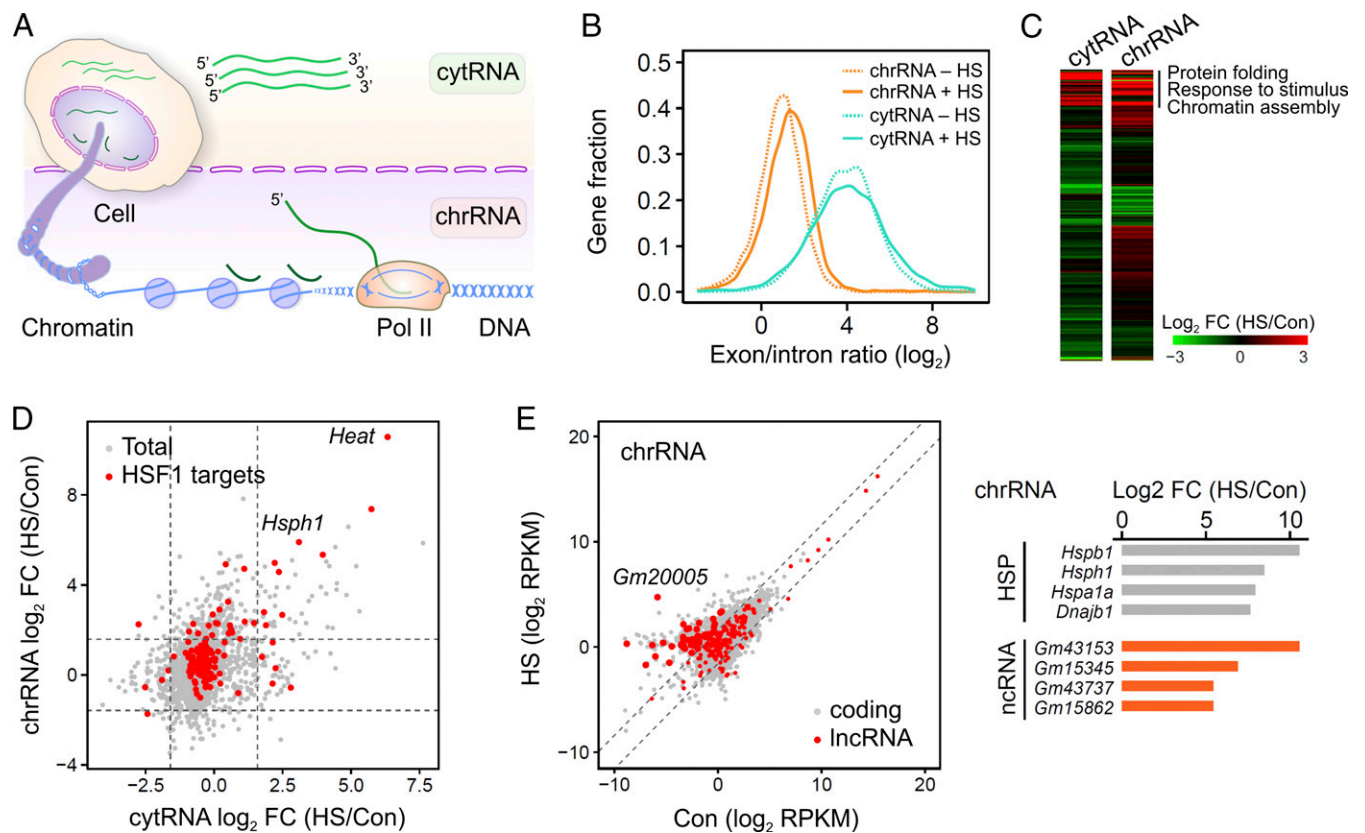 A
5’
3’
5’
3’
5’
3’
cytRNA
Cell
5’
chrRNA
Chromatin
Pol II
DNA
B
0.5
0.4
0.3
0.2
0.1
0.0
Gene fraction
chrRNA – HS
chrRNA + HS
cytRNA – HS
cytRNA + HS
0
4
8
Exon/intron ratio (log2)
C
cytRNA
chrRNA
Protein folding
Response to stimulus
Chromatin assembly
Log2 FC (HS/Con)
−3
0
3
D
Total
HSF1 targets
Heat
Hsph1
8
4
0
−4
chrRNA log2 FC (HS/Con)
−2.5
0.0
2.5
5.0
7.5
cytRNA log2 FC (HS/Con)
E
chrRNA
20
10
0
−10
HS (log2 RPKM)
Gm20005
coding
lncRNA
−10
0
10
20
Con (log2 RPKM)
chrRNA
Log2 FC (HS/Con)
0
5
10
HSP
Hspb1
Hsph1
Hspa1a
Dnajb1
ncRNA
Gm43153
Gm15345
Gm43737
Gm15862